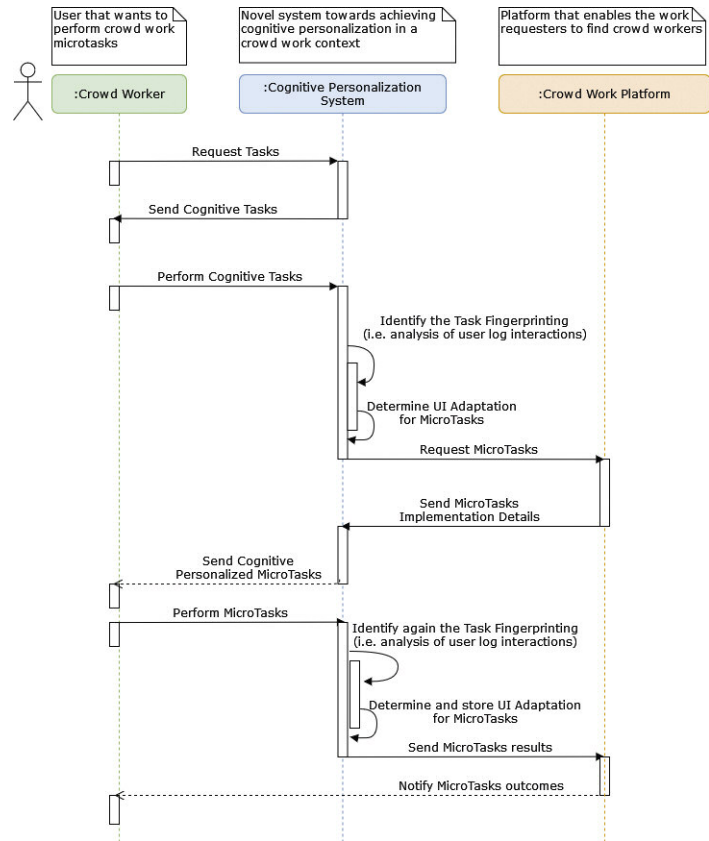 User that wants to
perform crowd work
microtasks
Novel system towards achieving
cognitive personalization in a
crowd work context
Platform that enables the work
requesters to find crowd workers
:Crowd Worker
:Cognitive Personalization
System
:Crowd Work Platform
Request Tasks
Send Cognitive Tasks
Perform Cognitive Tasks
Identify the Task Fingerprinting
(i.e. analysis of user log interactions)
Determine UI Adaptation
for MicroTasks
Request MicroTasks
Send MicroTasks
Implementation Details
Send Cognitive
Personalized MicroTasks
Perform MicroTasks
Identify again the Task Fingerprinting
(i.e. analysis of user log interactions)
Determine and store UI Adaptation
for MicroTasks
Send MicroTasks results
Notify MicroTasks outcomes